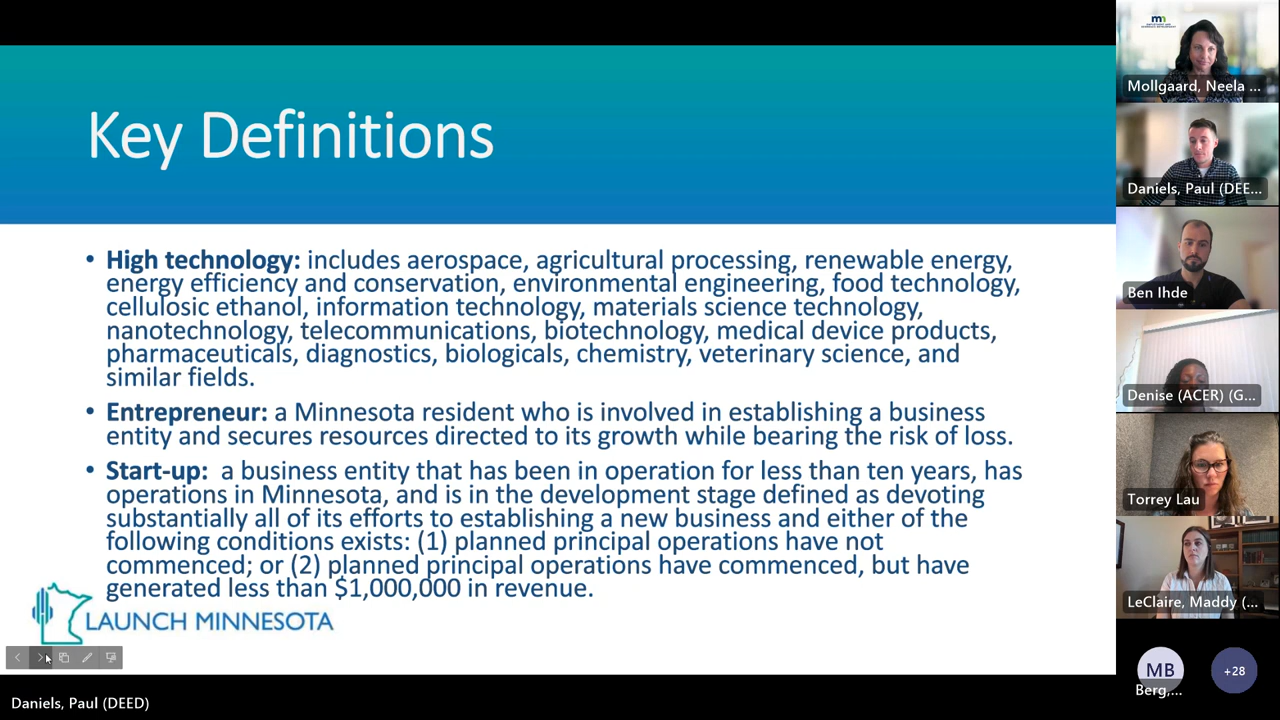 Key Definitions
• High technology: includes aerospace, agricultural processing, renewable energy,
energy efficiency and conservation, environmental engineering, food technology,
cellulosic ethanol, information technology, materials science technology,
nanotechnology, telecommunications, biotechnology, medical device products,
pharmaceuticals, diagnostics, biologicals, chemistry, veterinary science, and
similar fields.
• Entrepreneur: a Minnesota resident who is involved in establishing a business
entity and secures resources directed to its growth while bearing the risk of loss.
• Start-up: a business entity that has been in operation for less than ten years, has
operations in Minnesota, and is in the development stage defined as devoting
substantially all of its efforts to establishing a new business and either of the
following conditions exists: (1) planned principal operations have not
commenced; or (2) planned principal operations have commenced, but have
generated less than $1,000,000 in revenue.
LAUNCH MINNESOTA
Daniels, Paul (DEED)
mn
Mollgaard, Neela ...
Daniels, Paul (DEE...
Ben Ihde
Denise (ACER) (G...
Torrey Lau
LeClaire, Maddy (...
MB
Berg,...
+28